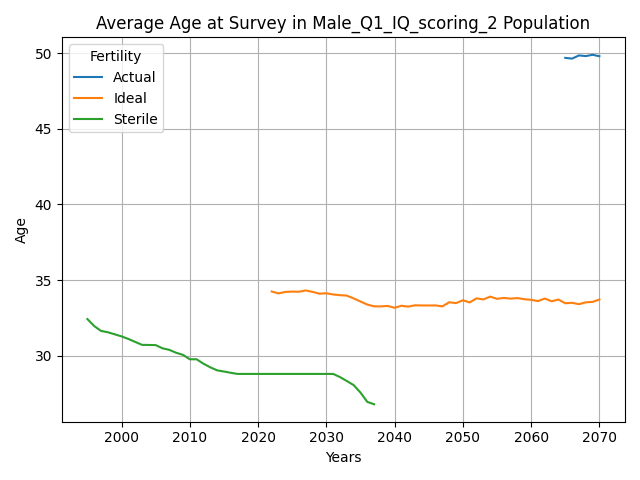 Average Age at Survey in Male_Q1_IQ_scoring_2 Population
Fertility
Actual
Ideal
Sterile
50
45
40
35
30
Age
2000 2010 2020 2030 2040 2050 2060 2070
Years